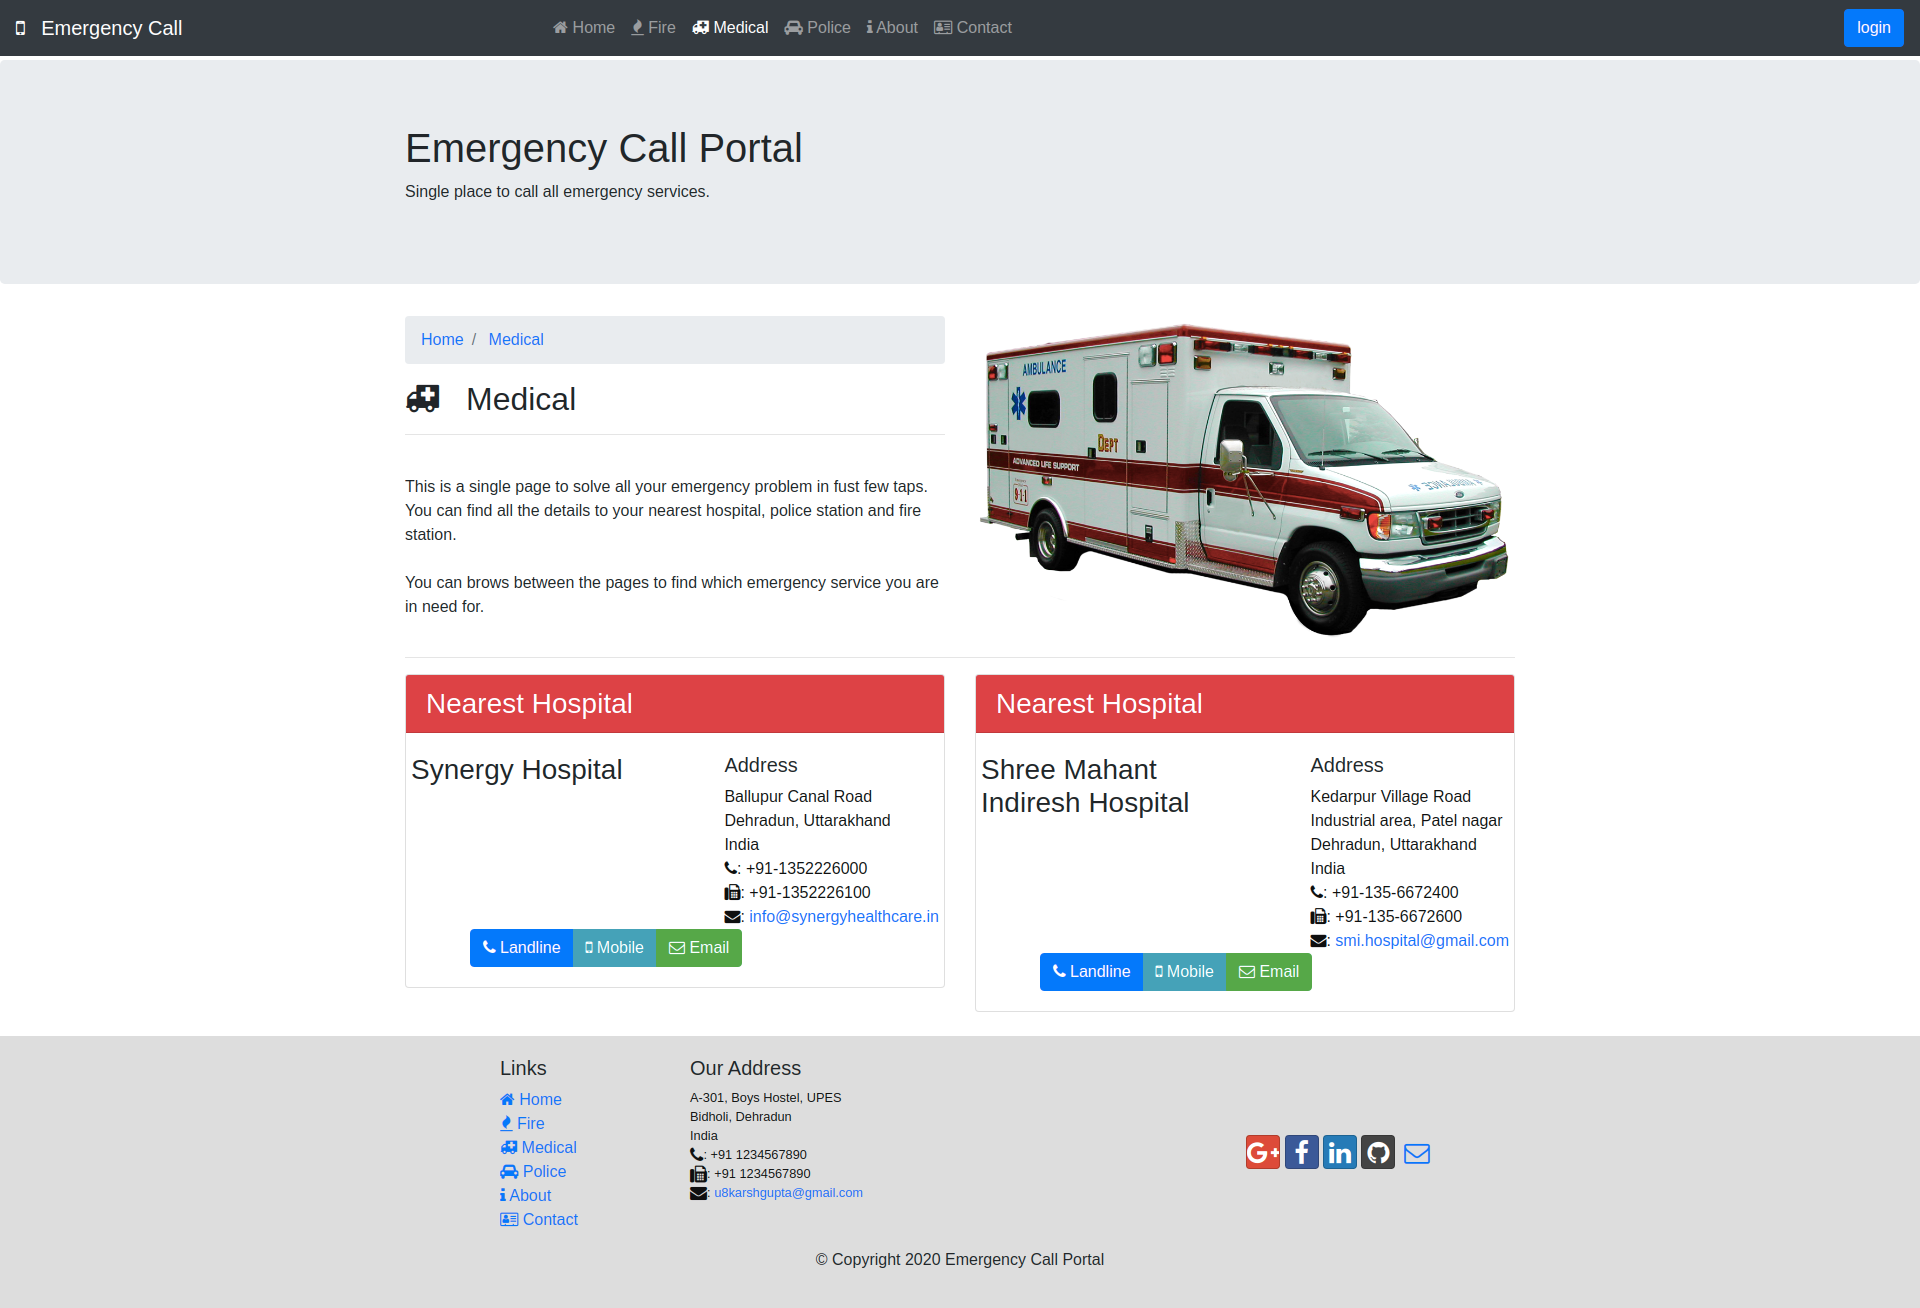 Emergency Call
Home
Fire
Medical
Police
About
Contact
login
Emergency Call Portal
Single place to call all emergency services.
Home / Medical
Medical
This is a single page to solve all your emergency problem in fust few taps.
You can find all the details to your nearest hospital, police station and fire
station.
You can brows between the pages to find which emergency service you are
in need for.
AMBULANCE
DEPT
ADVANCED LIFE SUPPORT
9-1-1
AMBULANCE
Nearest Hospital
Synergy Hospital
Address
Ballupur Canal Road
Dehradun, Uttarakhand
India
: +91-1352226000
: +91-1352226100
: info@synergyhealthcare.in
Landline
Mobile
Email
Nearest Hospital
Shree Mahant
Indiresh Hospital
Address
Kedarpur Village Road
Industrial area, Patel nagar
Dehradun, Uttarakhand
India
: +91-135-6672400
: +91-135-6672600
: smi.hospital@gmail.com
Landline
Mobile
Email
Links
Home
Fire
Medical
Police
About
Contact
Our Address
A-301, Boys Hostel, UPES
Bidholi, Dehradun
India
: +91 1234567890
: +91 1234567890
: u8karshgupta@gmail.com
© Copyright 2020 Emergency Call Portal